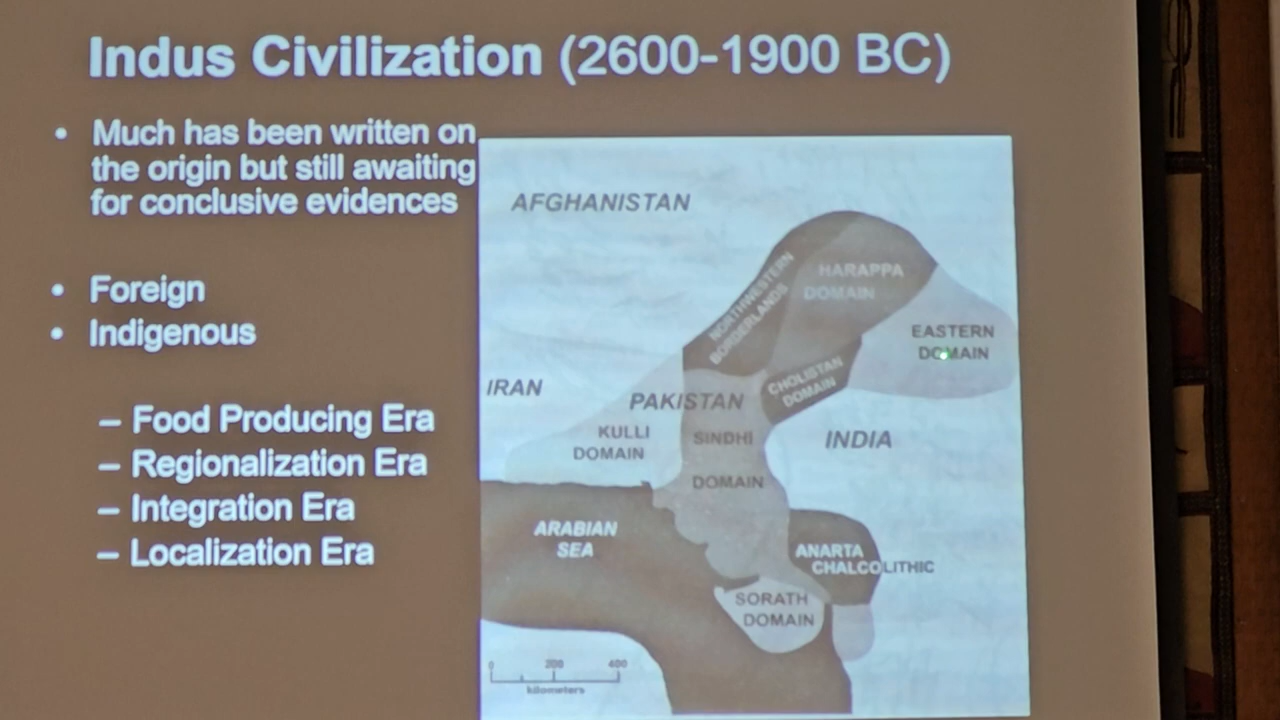 Indus Civilization (2600-1900 BC)
• Much has been written on
the origin but still awaiting
for conclusive evidences
• Foreign
• Indigenous
– Food Producing Era
– Regionalization Era
– Integration Era
– Localization Era
AFGHANISTAN
NORTHWESTERN
BORDERLANDS
HARAPPA
DOMAIN
EASTERN
DOMAIN
CHOLISTAN
DOMAIN
IRAN
PAKISTAN
KULLI
DOMAIN
SINDHI
DOMAIN
INDIA
ARABIAN
SEA
ANARTA
CHALCOLITHIC
SORATH
DOMAIN
0 200 400
kilometers